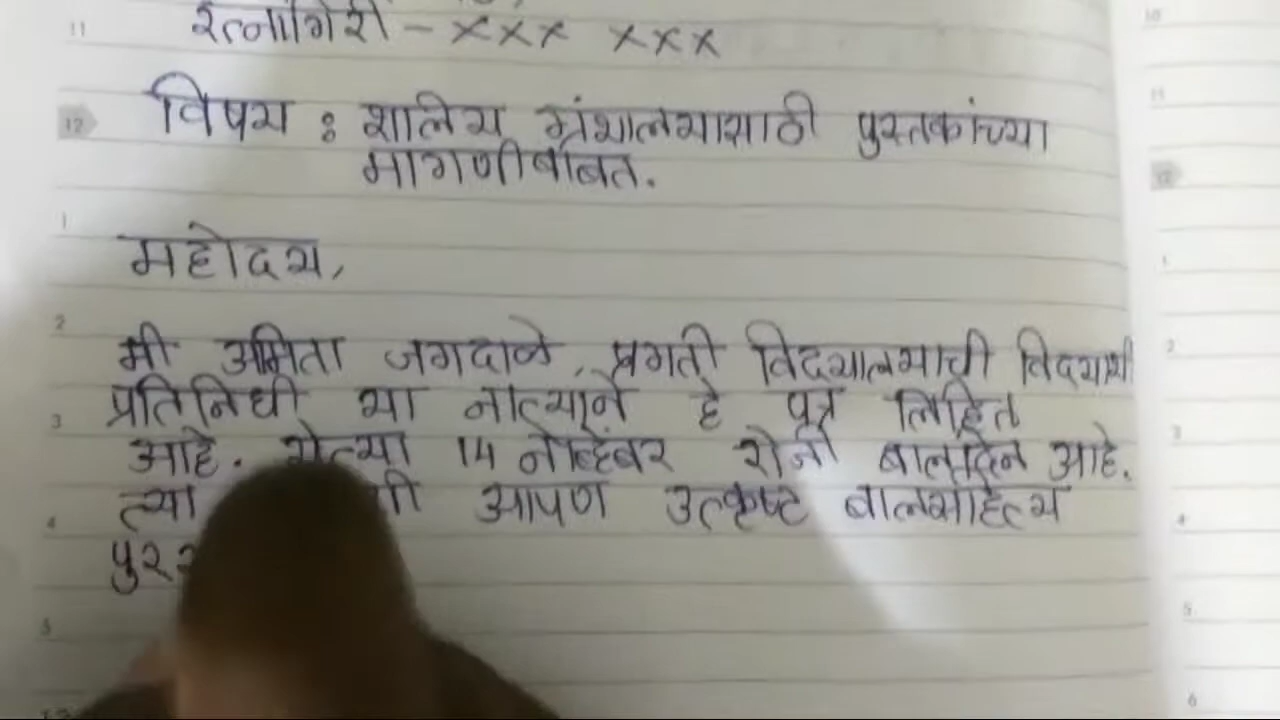 रत्नागिरी - xxx xxx
विषय : शालेय ग्रंथालयासाठी पुस्तकांच्या
मागणीबाबत.
महोदय,
मी अमिता जगदाळे, प्रगती विद्यालयाची विद्यार्थी
प्रतिनिधी या नात्याने हे पत्र लिहित
आहे. येत्या 14 नोव्हेंबर रोजी बालदिन आहे.
त्या आपण उत्कृष्ट बालसाहित्य